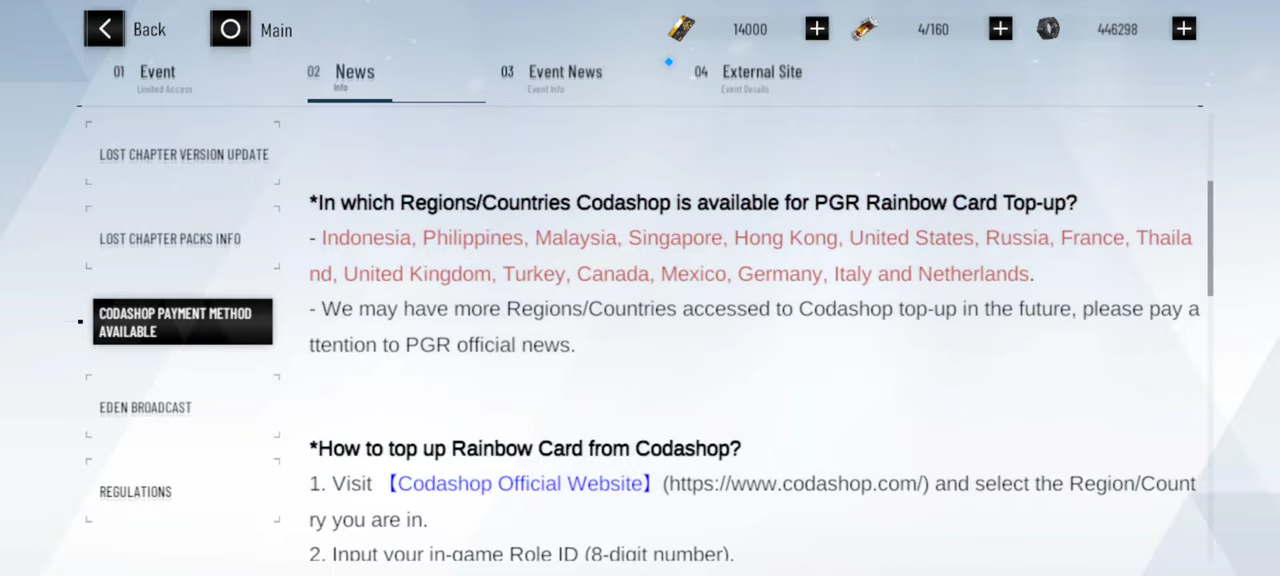 Back Main 14000 4/160 446298
01 Event 02 News 03 Event News 04 External Site
Limited Access Info Event Info Event Details
LOST CHAPTER VERSION UPDATE
LOST CHAPTER PACKS INFO
CODASHOP PAYMENT METHOD
AVAILABLE
EDEN BROADCAST
REGULATIONS
*In which Regions/Countries Codashop is available for PGR Rainbow Card Top-up?
- Indonesia, Philippines, Malaysia, Singapore, Hong Kong, United States, Russia, France, Thaila
nd, United Kingdom, Turkey, Canada, Mexico, Germany, Italy and Netherlands.
- We may have more Regions/Countries accessed to Codashop top-up in the future, please pay a
ttention to PGR official news.
*How to top up Rainbow Card from Codashop?
1. Visit 【Codashop Official Website】 (https://www.codashop.com/) and select the Region/Count
ry you are in.
2. Input your in-game Role ID (8-digit number).